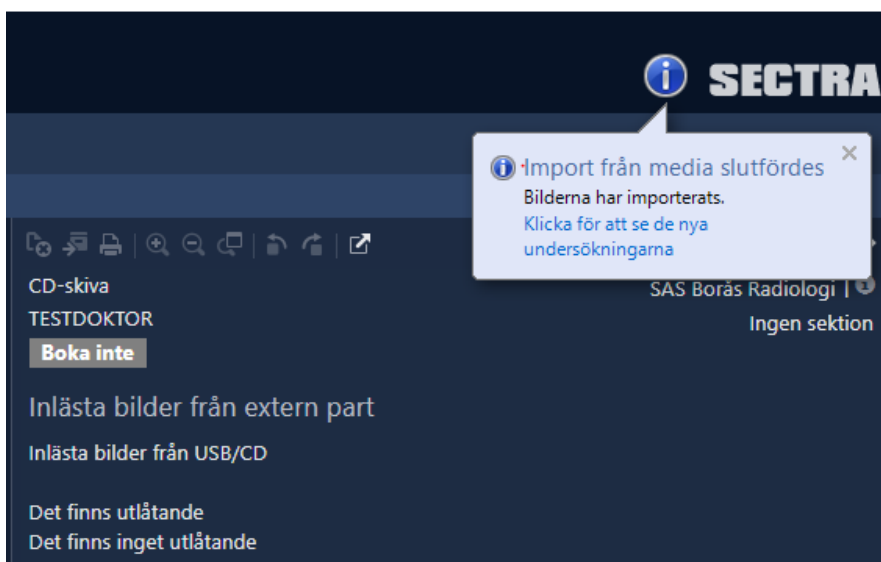 SECTRA
Import från media slutfördes
Bilderna har importerats.
Klicka för att se de nya
undersökningarna
CD-skiva
SAS Borås Radiologi |
TESTDOKTOR
Ingen sektion
Boka inte
Inlästa bilder från extern part
Inlästa bilder från USB/CD
Det finns utlåtande
Det finns inget utlåtande